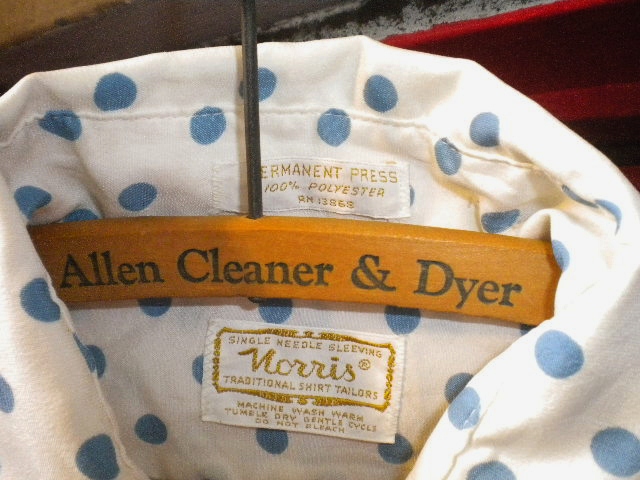 ERMANENT PRESS
100% POLYESTER
RN 13868
Allen Cleaner & Dyer
SINGLE NEEDLE SLEEVING
Norris®
TRADITIONAL SHIRT TAILORS
MACHINE WASH WARM
TUMBLE DRY GENTLE CYCLE
DO NOT BLEACH